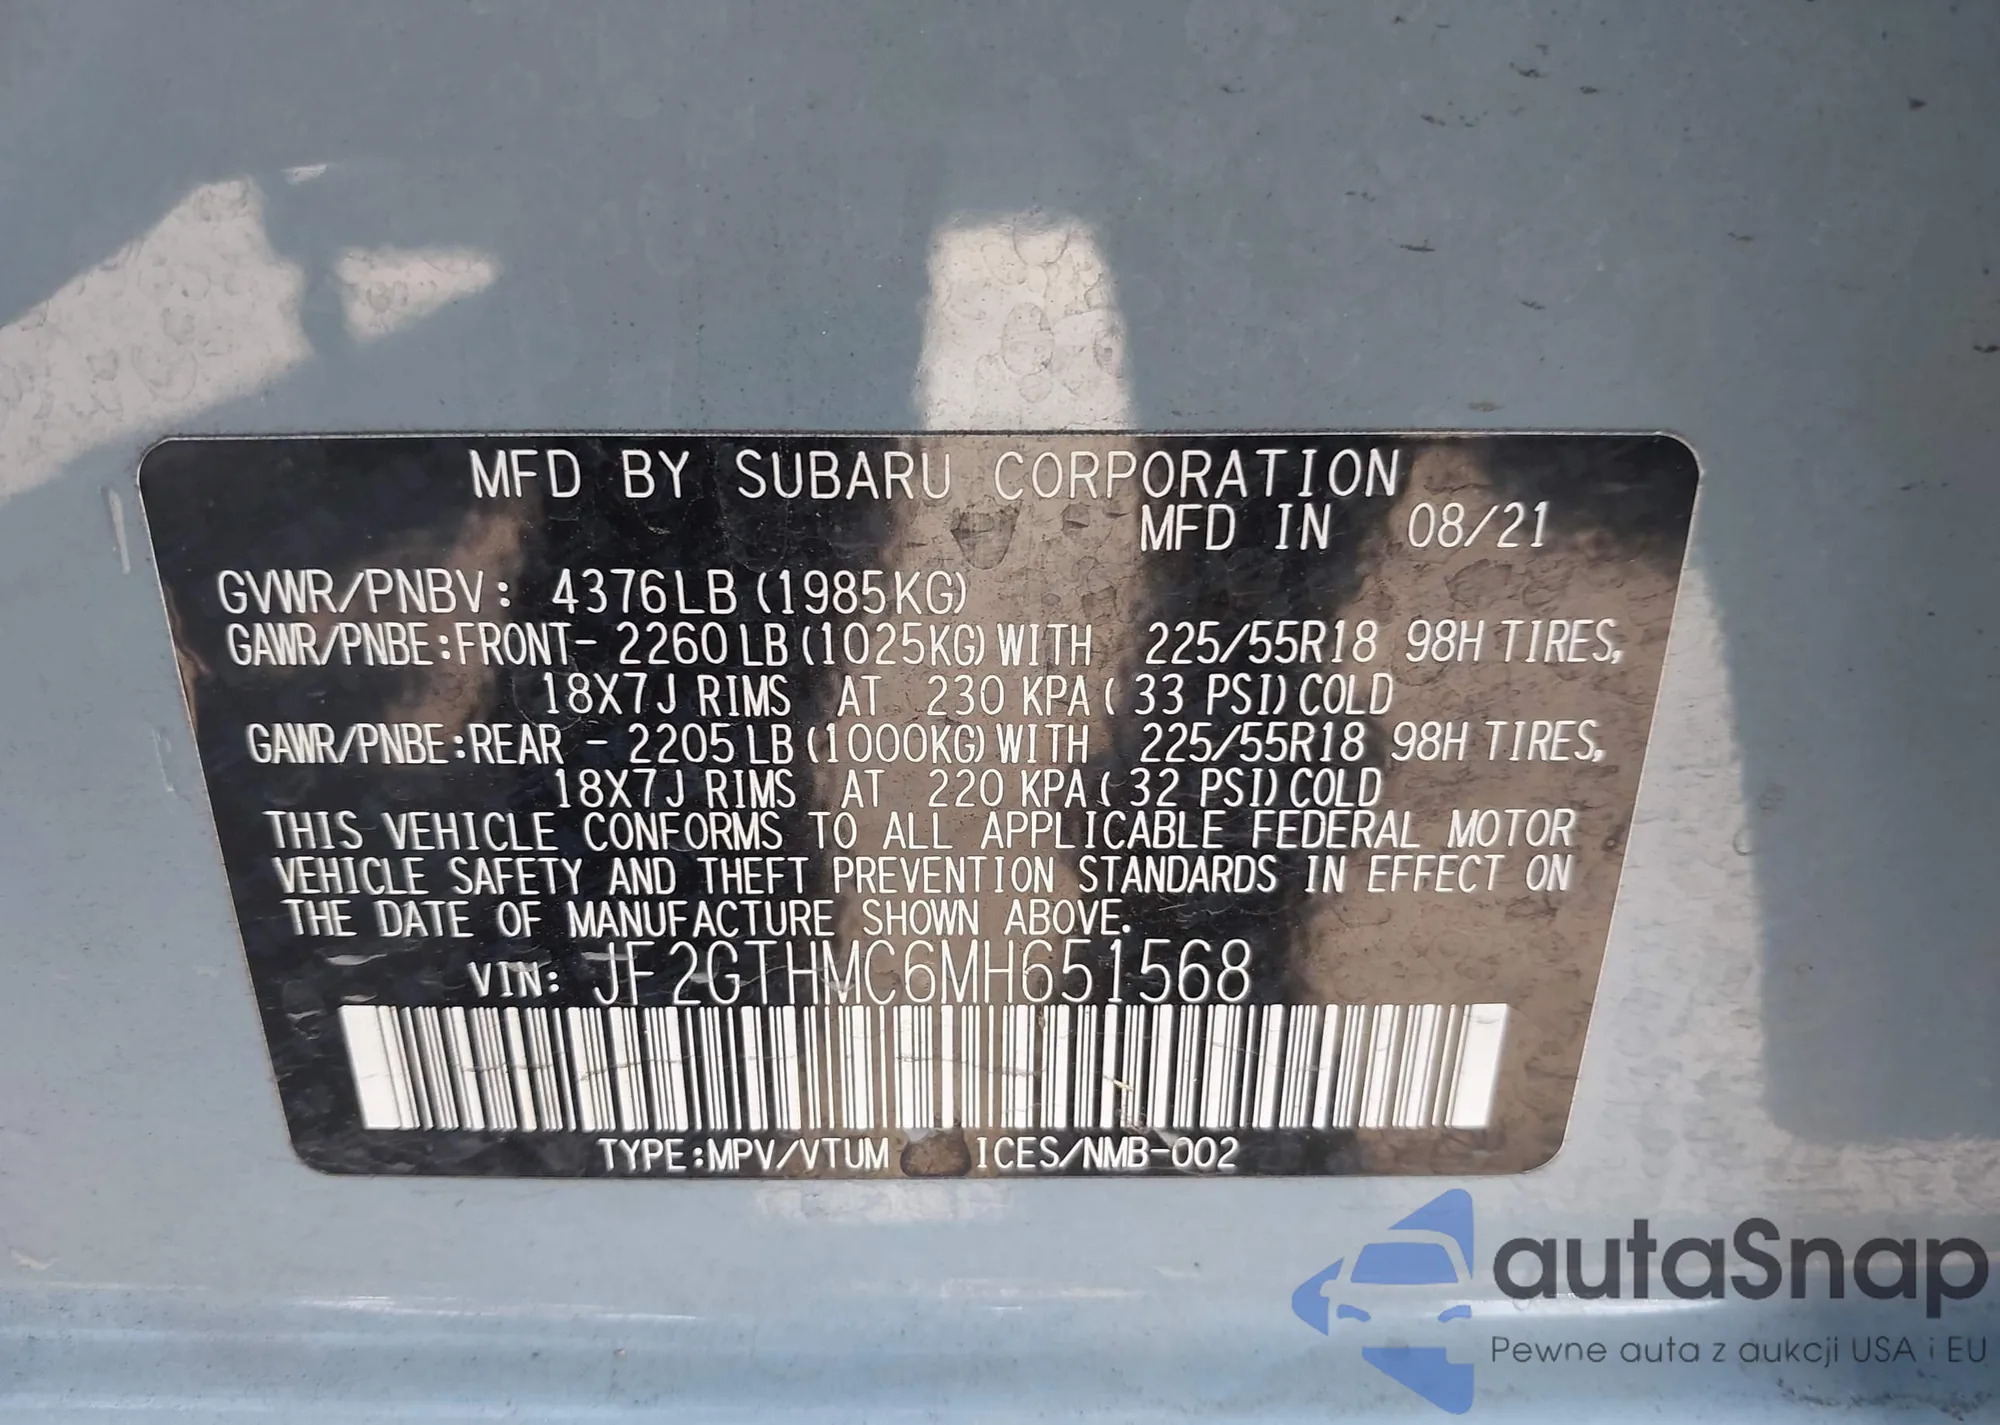 MFD BY SUBARU CORPORATION
MFD IN 08/21
GVWR/PNBV: 4376LB (1985KG)
GAWR/PNBE:FRONT- 2260LB(1025KG)WITH 225/55R18 98H TIRES,
18X7J RIMS AT 230 KPA( 33 PSI)COLD
GAWR/PNBE:REAR - 2205LB(1000KG)WITH 225/55R18 98H TIRES,
18X7J RIMS AT 220 KPA( 32 PSI)COLD
THIS VEHICLE CONFORMS TO ALL APPLICABLE FEDERAL MOTOR
VEHICLE SAFETY AND THEFT PREVENTION STANDARDS IN EFFECT ON
THE DATE OF MANUFACTURE SHOWN ABOVE.
VIN: JF2GTHMC6MH651568
TYPE:MPV/VTUM ICES/NMB-002
autaSnap
Pewne auta z aukcji USA i EU